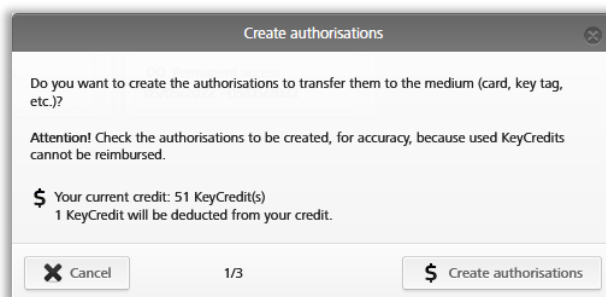 Create authorisations
Do you want to create the authorisations to transfer them to the medium (card, key tag,
etc.)?
Attention! Check the authorisations to be created, for accuracy, because used KeyCredits
cannot be reimbursed.
$ Your current credit: 51 KeyCredit(s)
1 KeyCredit will be deducted from your credit.
Cancel 1/3 $ Create authorisations